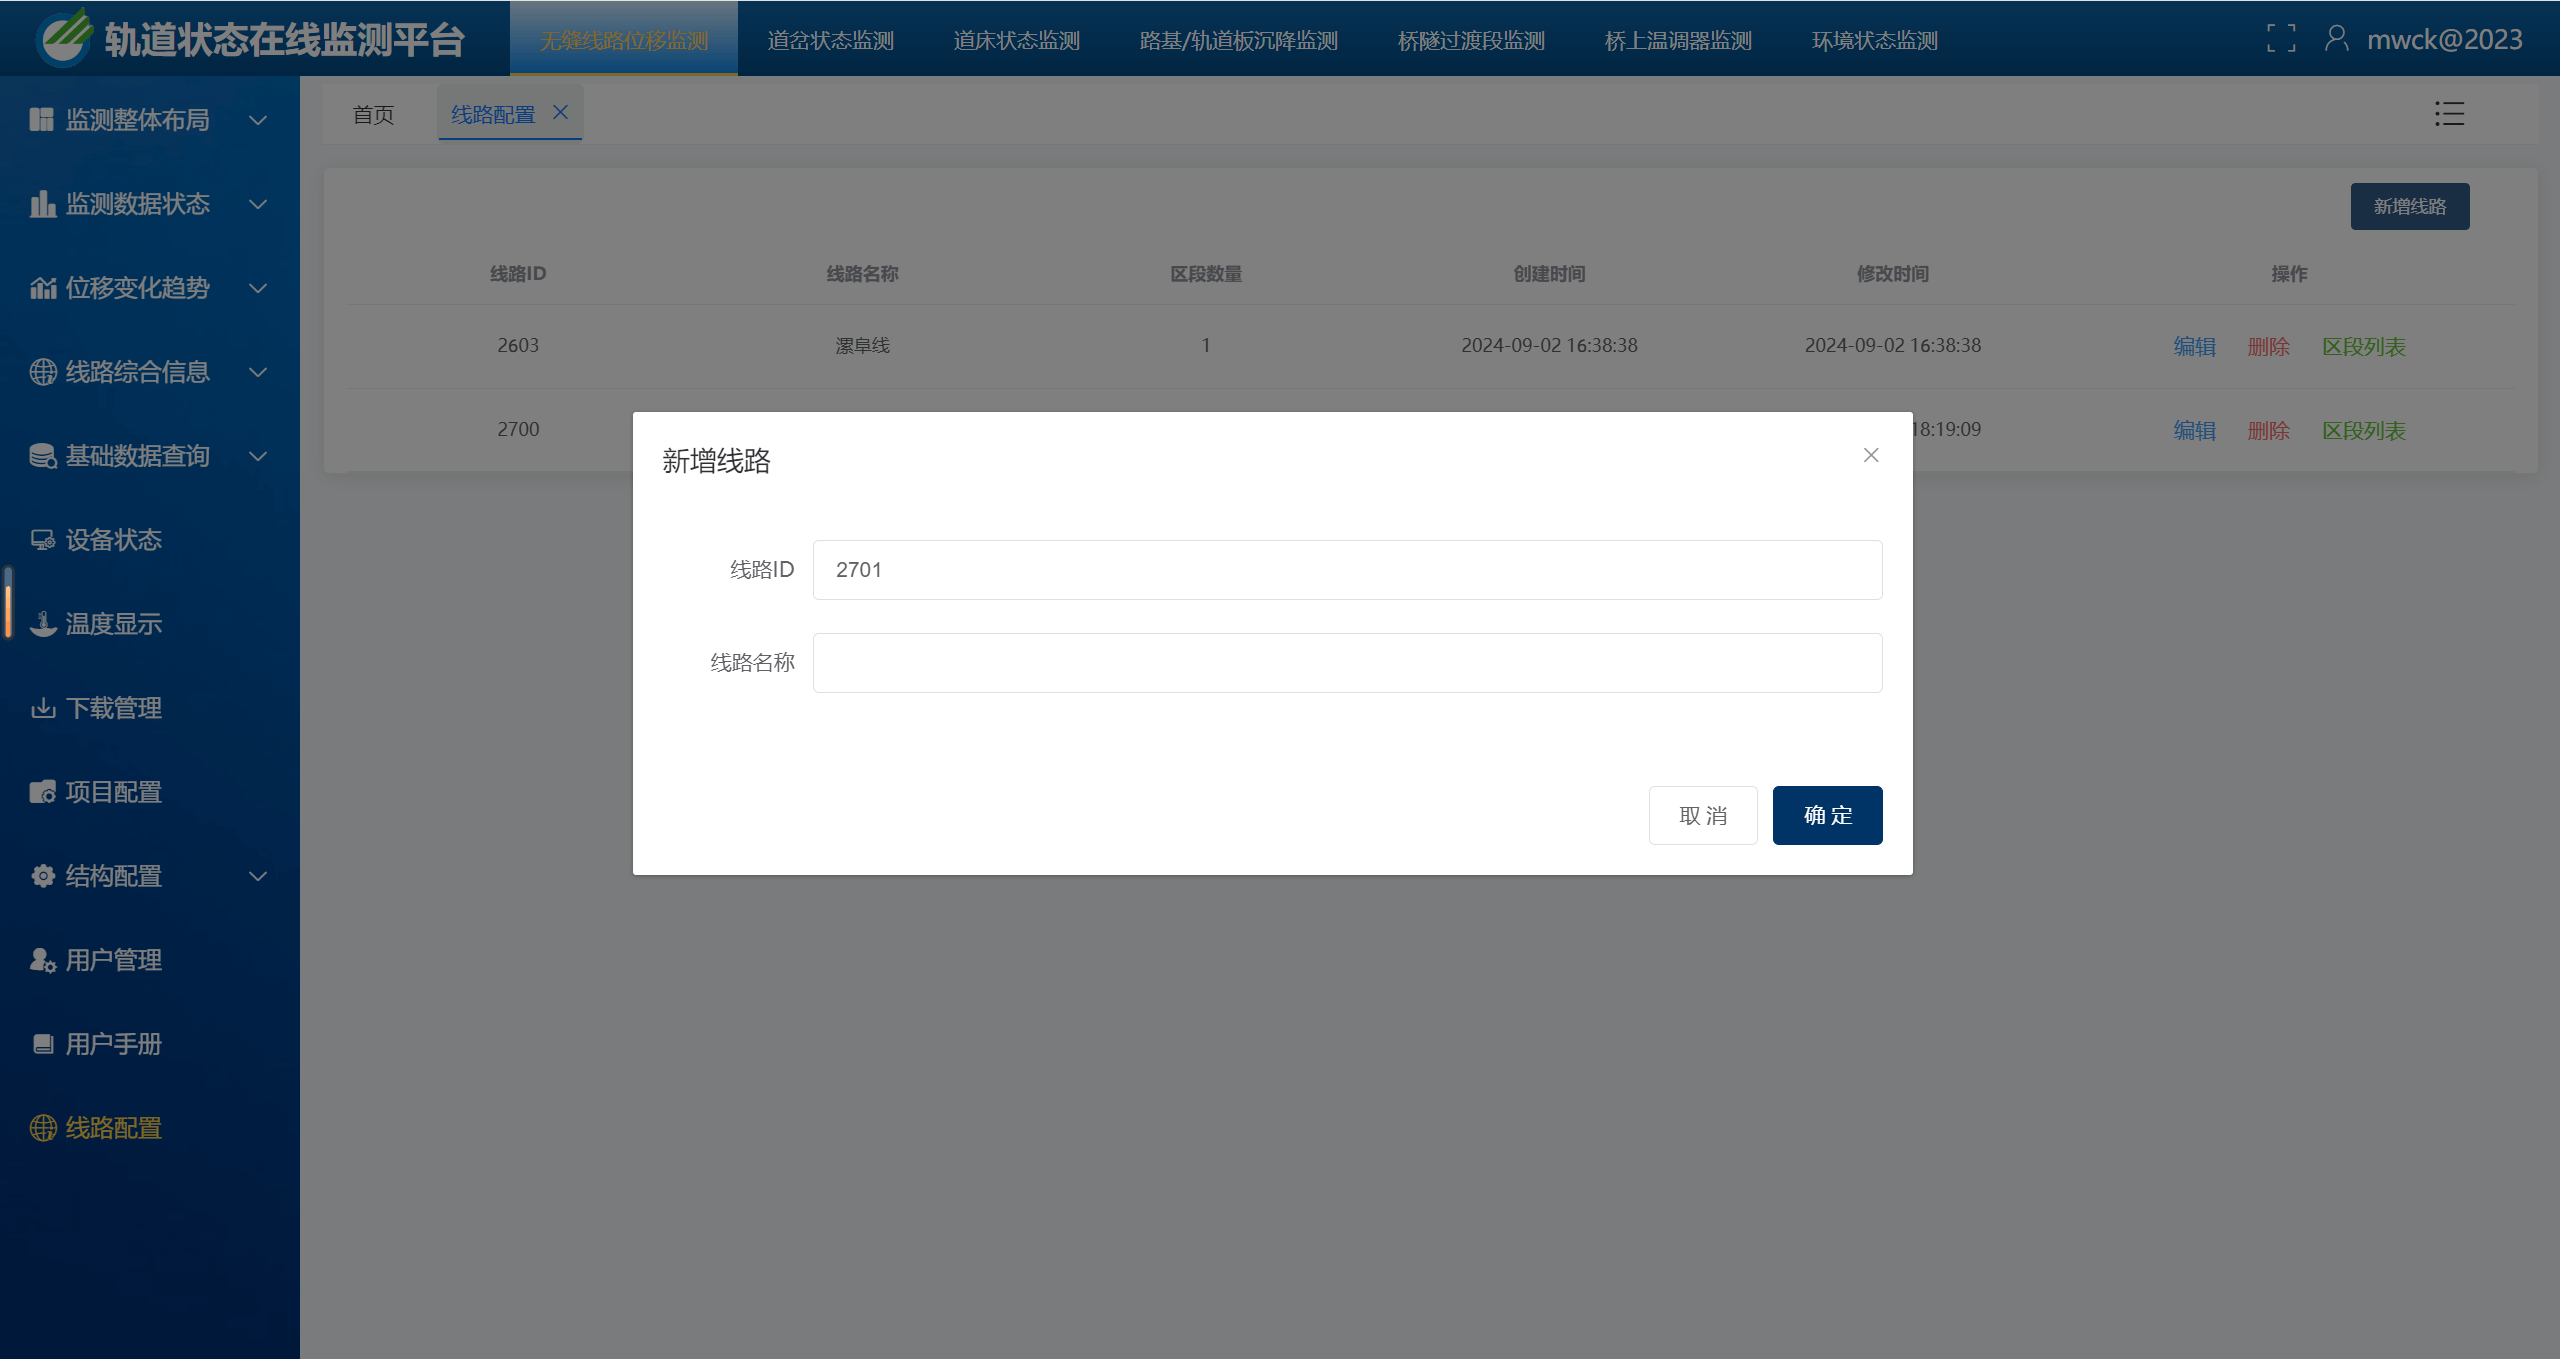 轨道状态在线监测平台 无缝线路位移监测 道岔状态监测 道床状态监测 路基/轨道板沉降监测 桥隧过渡段监测 桥上温调器监测 环境状态监测 mwck@2023
监测整体布局
监测数据状态
位移变化趋势
线路综合信息
基础数据查询
设备状态
温度显示
下载管理
项目配置
结构配置
用户管理
用户手册
线路配置
首页 线路配置
新增线路
线路ID 线路名称 区段数量 创建时间 修改时间 操作
2603 漯阜线 1 2024-09-02 16:38:38 2024-09-02 16:38:38 编辑 删除 区段列表
2700 18:19:09 编辑 删除 区段列表
新增线路
线路ID 2701
线路名称
取 消 确 定